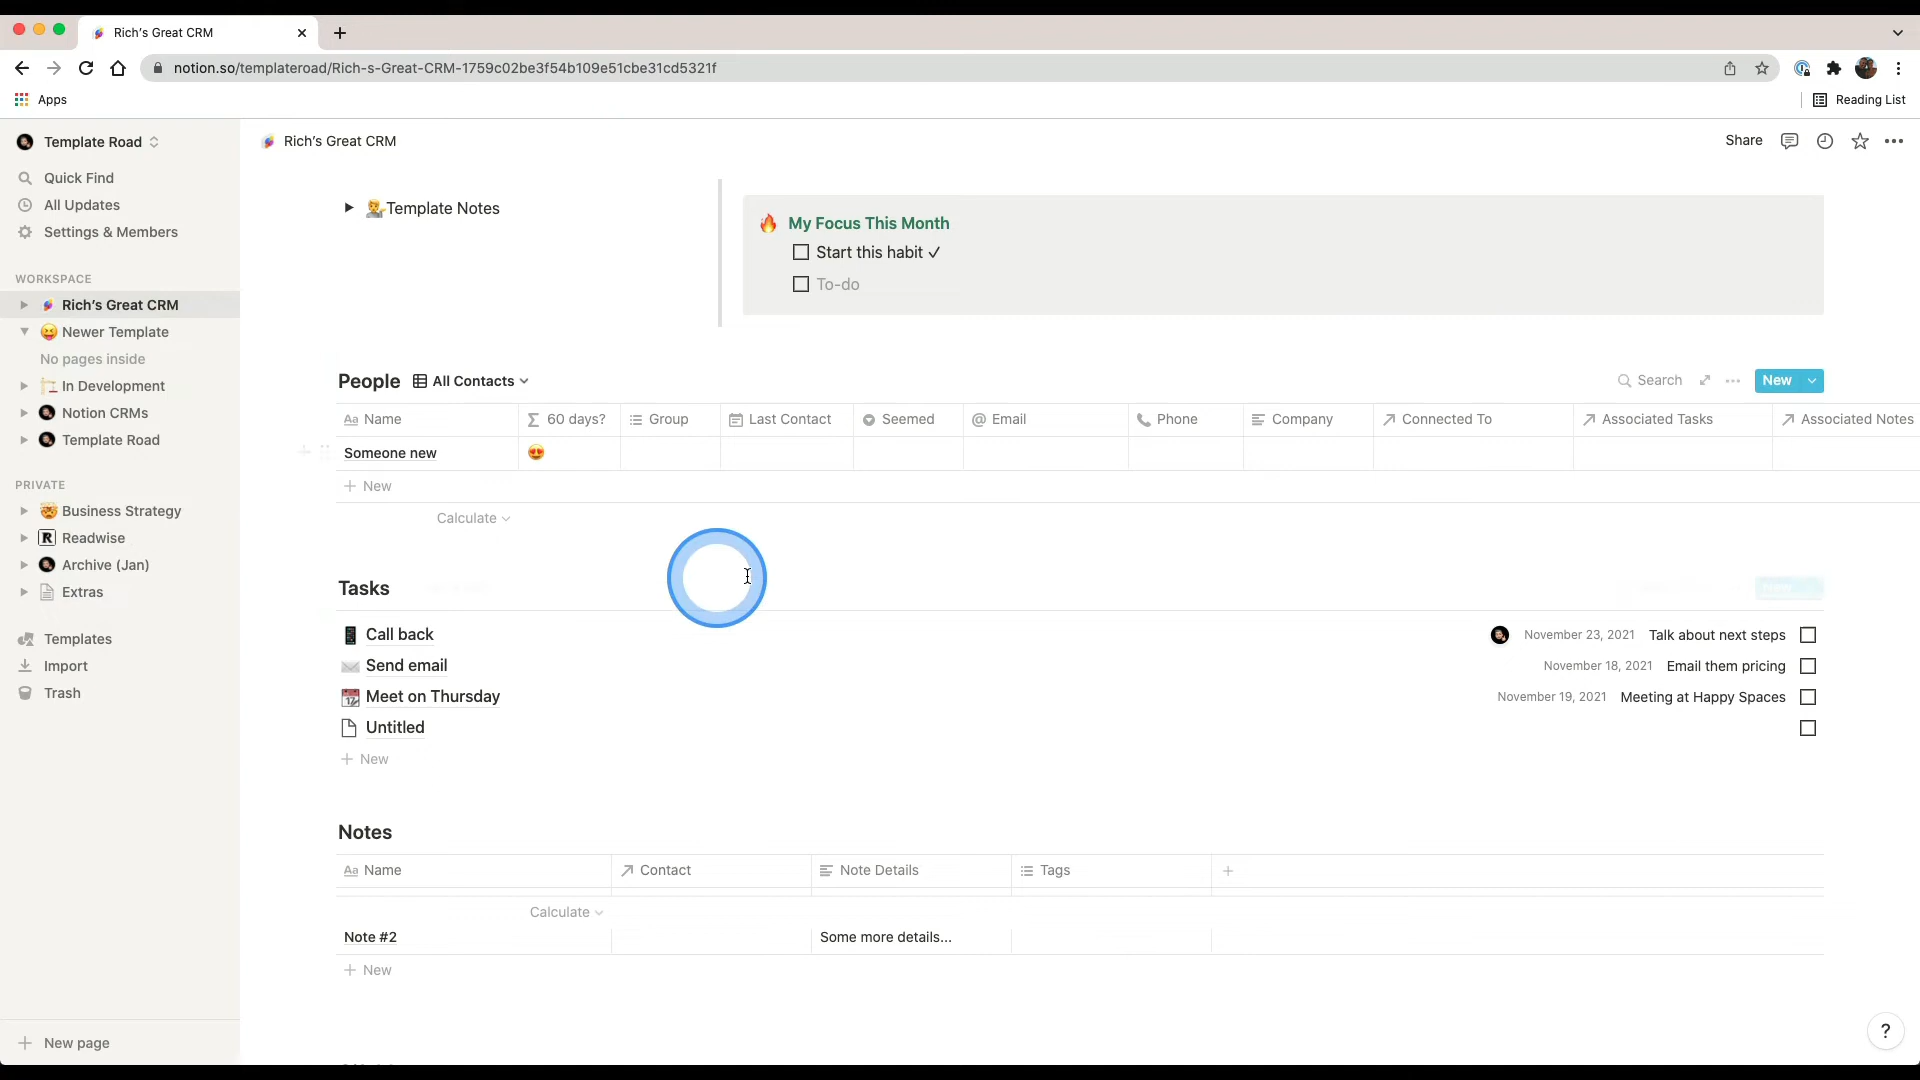 Rich's Great CRM
notion.so/templateroad/Rich-s-Great-CRM-1759c02be3f54b109e51cbe31cd5321f
Apps
Reading List
Template Road
Rich's Great CRM
Share
Quick Find
All Updates
Settings & Members
WORKSPACE
Rich's Great CRM
Newer Template
No pages inside
In Development
Notion CRMs
Template Road
PRIVATE
Business Strategy
R Readwise
Archive (Jan)
Extras
Templates
Import
Trash
New page
Template Notes
My Focus This Month
Start this habit ✓
To-do
People All Contacts
Search
New
Aa Name 60 days? Group Last Contact Seemed @ Email Phone Company Connected To Associated Tasks Associated Notes
Someone new
+ New
Calculate
Tasks
Call back November 23, 2021 Talk about next steps
Send email November 18, 2021 Email them pricing
Meet on Thursday November 19, 2021 Meeting at Happy Spaces
Untitled
+ New
Notes
Aa Name Contact Note Details Tags +
Calculate
Note #2 Some more details...
+ New
?